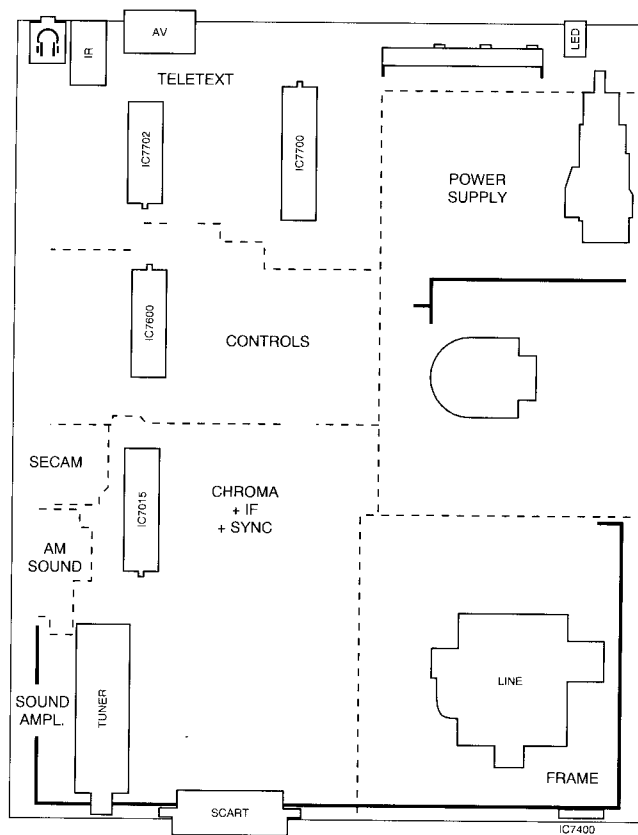 AV
LED
IR
TELETEXT
IC7702
IC7700
POWER
SUPPLY
IC7600
CONTROLS
SECAM
IC7015
CHROMA
+ IF
+ SYNC
AM
SOUND
SOUND
AMPL.
TUNER
LINE
FRAME
SCART
IC7400